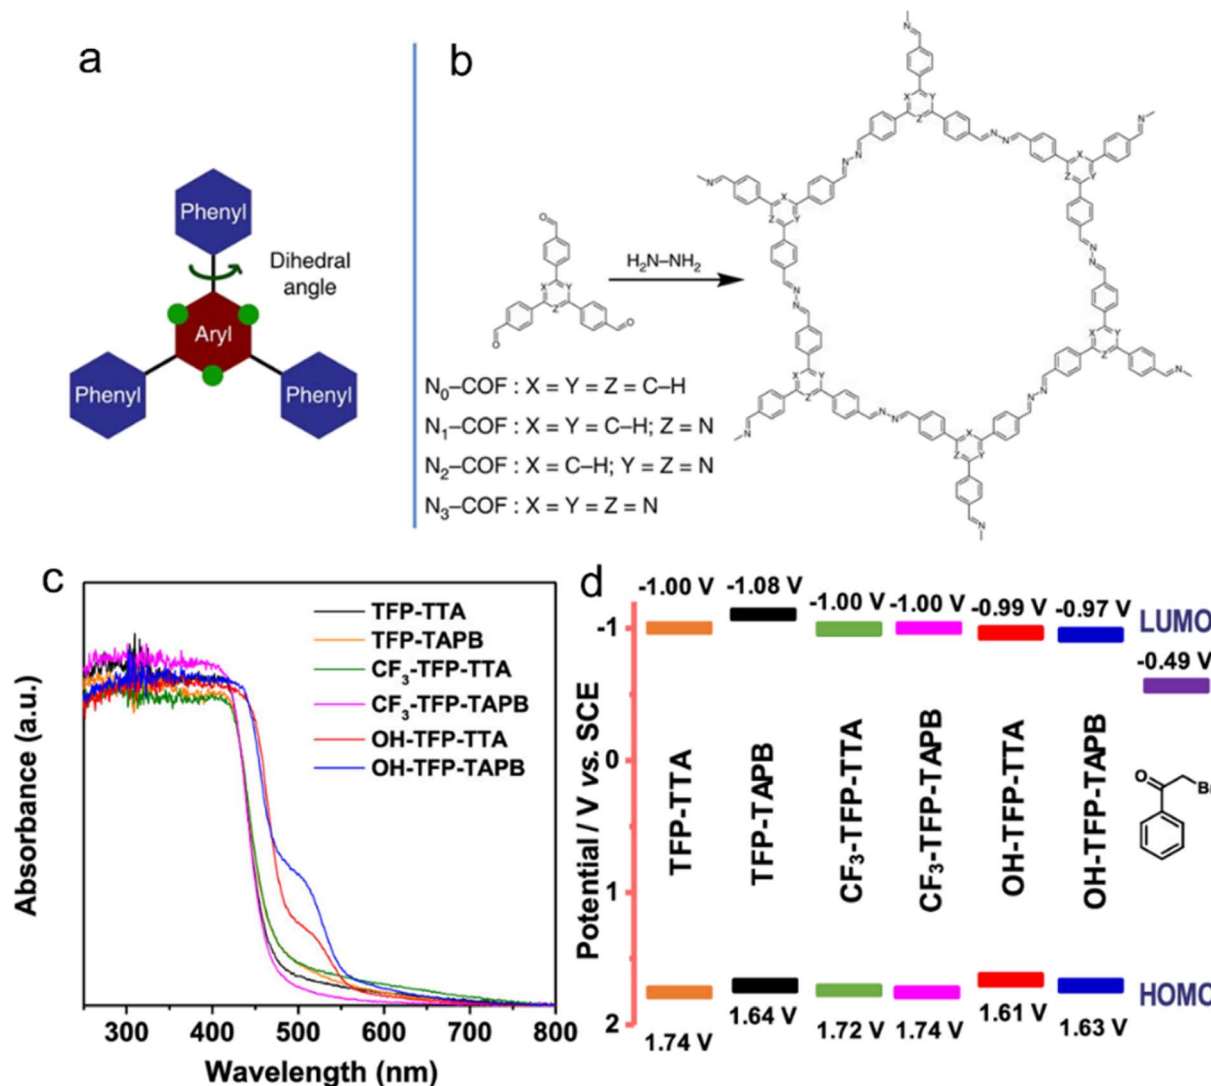 a
Phenyl
Dihedral
angle
Aryl
Phenyl
Phenyl
b
H₂N–NH₂
N₀–COF : X = Y = Z = C–H
N₁–COF : X = Y = C–H; Z = N
N₂–COF : X = C–H; Y = Z = N
N₃–COF : X = Y = Z = N
c
TFP-TTA
TFP-TAPB
CF₃-TFP-TTA
CF₃-TFP-TAPB
OH-TFP-TTA
OH-TFP-TAPB
Absorbance (a.u.)
300 400 500 600 700 800
Wavelength (nm)
d
-1.00 V -1.08 V -1.00 V -1.00 V -0.99 V -0.97 V
LUMO
-0.49 V
Potential / V vs. SCE
-1
0
1
2
TFP-TTA
TFP-TAPB
CF₃-TFP-TTA
CF₃-TFP-TAPB
OH-TFP-TTA
OH-TFP-TAPB
O
Br
HOMO
1.74 V 1.64 V 1.72 V 1.74 V 1.61 V 1.63 V